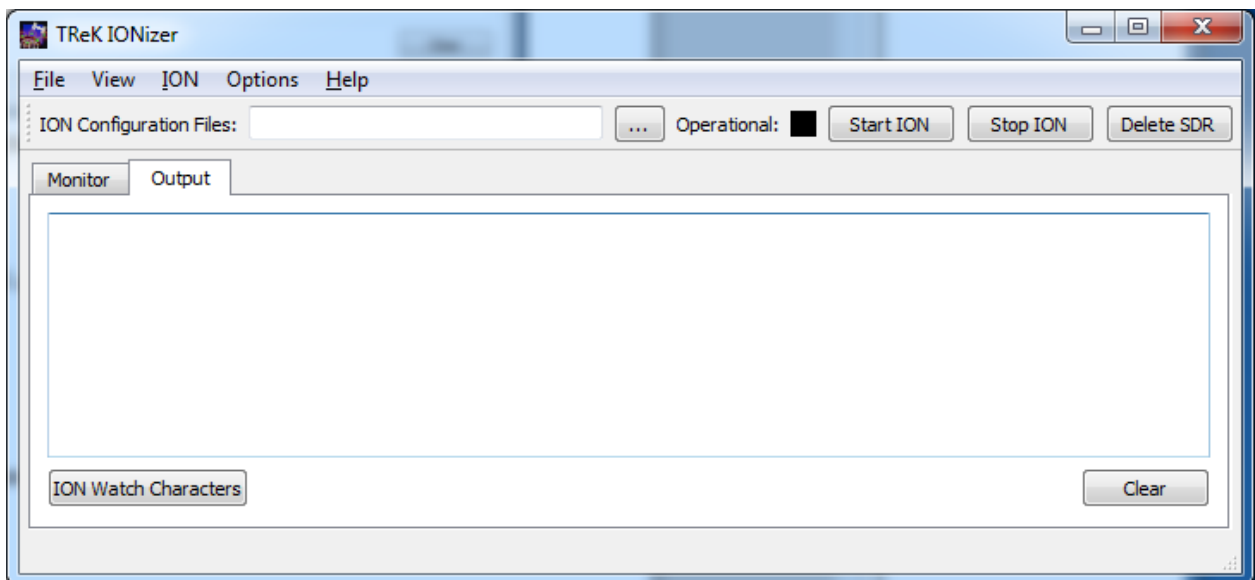 TReK IONizer
File View ION Options Help
ION Configuration Files: ... Operational: Start ION Stop ION Delete SDR
Monitor Output
ION Watch Characters Clear